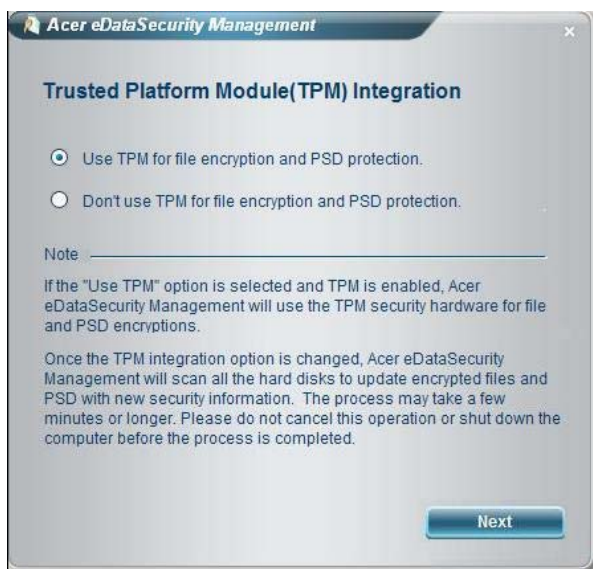 Acer eDataSecurity Management
Trusted Platform Module(TPM) Integration
Use TPM for file encryption and PSD protection.
Don't use TPM for file encryption and PSD protection.
Note
If the "Use TPM" option is selected and TPM is enabled, Acer
eDataSecurity Management will use the TPM security hardware for file
and PSD encryptions.
Once the TPM integration option is changed, Acer eDataSecurity
Management will scan all the hard disks to update encrypted files and
PSD with new security information. The process may take a few
minutes or longer. Please do not cancel this operation or shut down the
computer before the process is completed.
Next